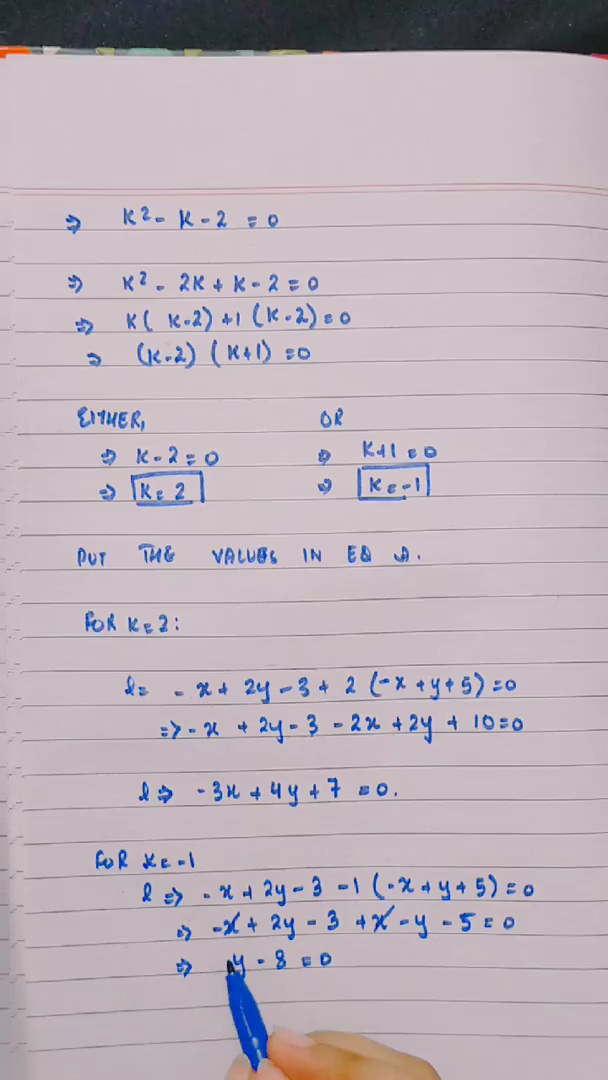 ⇒ K² - K - 2 = 0
⇒ K² - 2K + K - 2 = 0
⇒ K( K-2) + 1 (K-2) = 0
⇒ (K-2) (K+1) = 0
EITHER, OR
⇒ K - 2 = 0 ⇒ K+1 = 0
⇒ K = 2 ⇒ K = -1
PUT THE VALUES IN EQ A.
FOR K = 2:
l = - x + 2y - 3 + 2 (-x + y + 5) = 0
⇒ - x + 2y - 3 - 2x + 2y + 10 = 0
l ⇒ -3x + 4y + 7 = 0.
FOR K = -1
l ⇒ - x + 2y - 3 - 1 (-x + y + 5) = 0
⇒ -x + 2y - 3 + x - y - 5 = 0
⇒ y - 8 = 0